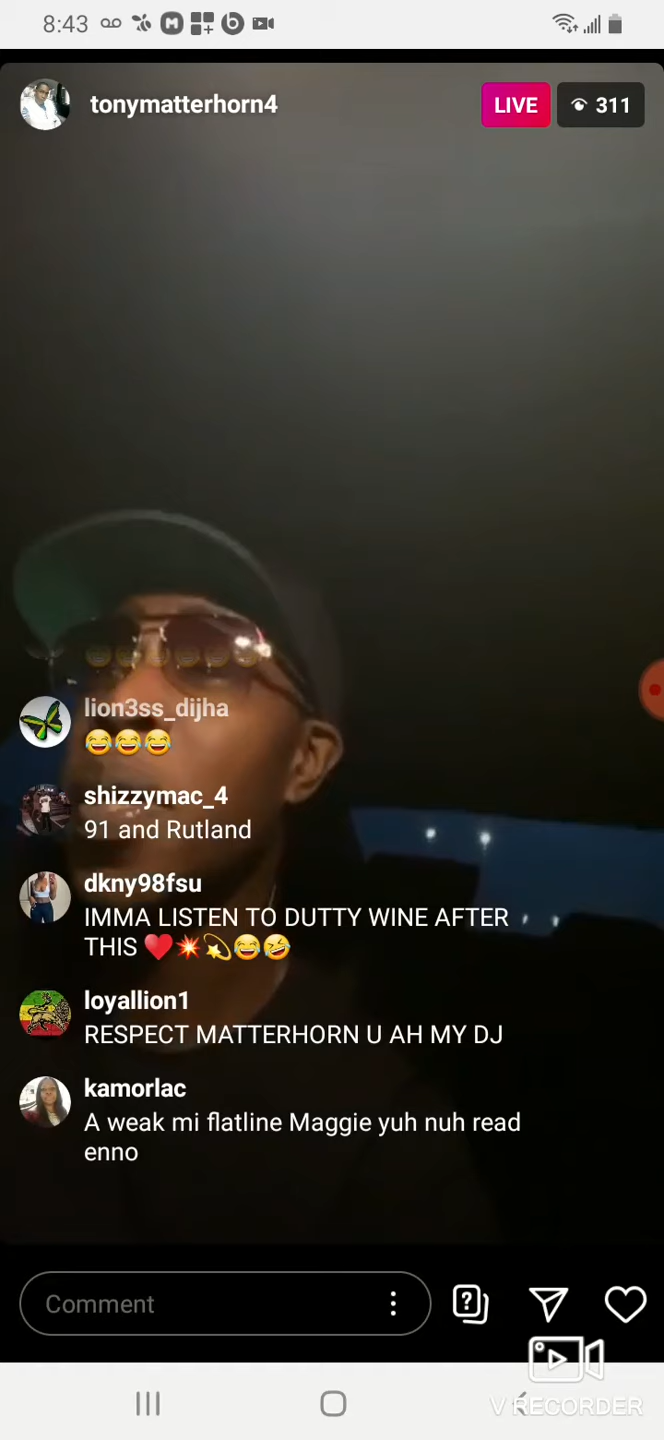 8:43
tonymatterhorn4
LIVE
311
lion3ss_dijha
😂😂😂
shizzymac_4
91 and Rutland
dkny98fsu
IMMA LISTEN TO DUTTY WINE AFTER
THIS ♥️💥💫😂🤣
loyallion1
RESPECT MATTERHORN U AH MY DJ
kamorlac
A weak mi flatline Maggie yuh nuh read
enno
Comment
V RECORDER